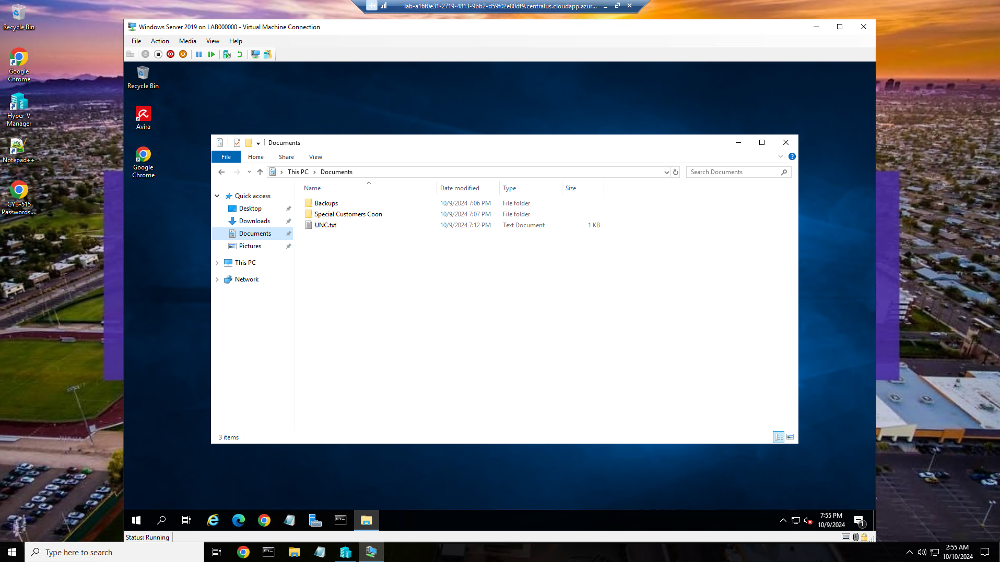 lab-a16f0e31-2719-4813-9bb2-d59f02e80df9.centralus.cloudapp.azur...
Recycle Bin
Google
Chrome
Hyper-V
Manager
Notepad++
CYB-515
Passwords....
Windows Server 2019 on LAB000000 - Virtual Machine Connection
File Action Media View Help
Recycle Bin
Avira
Google
Chrome
Documents
File Home Share View
This PC > Documents
Search Documents
Name Date modified Type Size
Quick access
Desktop
Downloads
Documents
Pictures
This PC
Network
Backups 10/9/2024 7:06 PM File folder
Special Customers Coon 10/9/2024 7:07 PM File folder
UNC.txt 10/9/2024 7:12 PM Text Document 1 KB
3 items
7:55 PM
10/9/2024
1
Status: Running
Type here to search
2:55 AM
10/10/2024